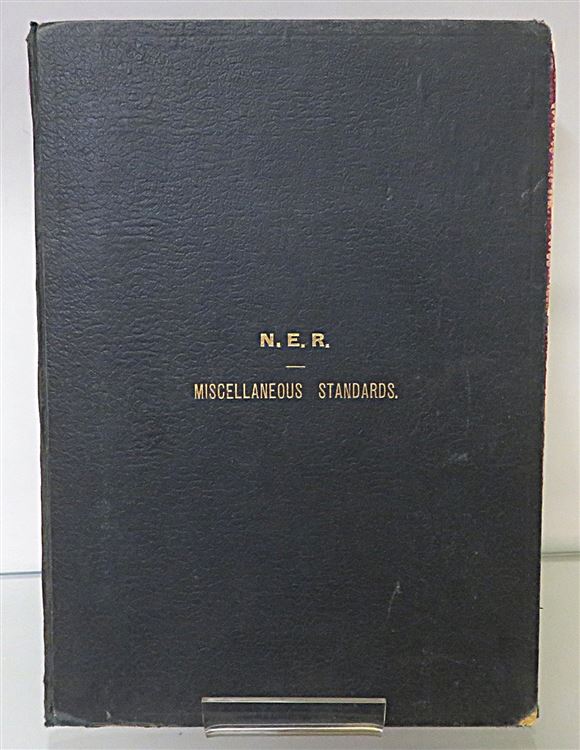 N. E. R.
MISCELLANEOUS STANDARDS.